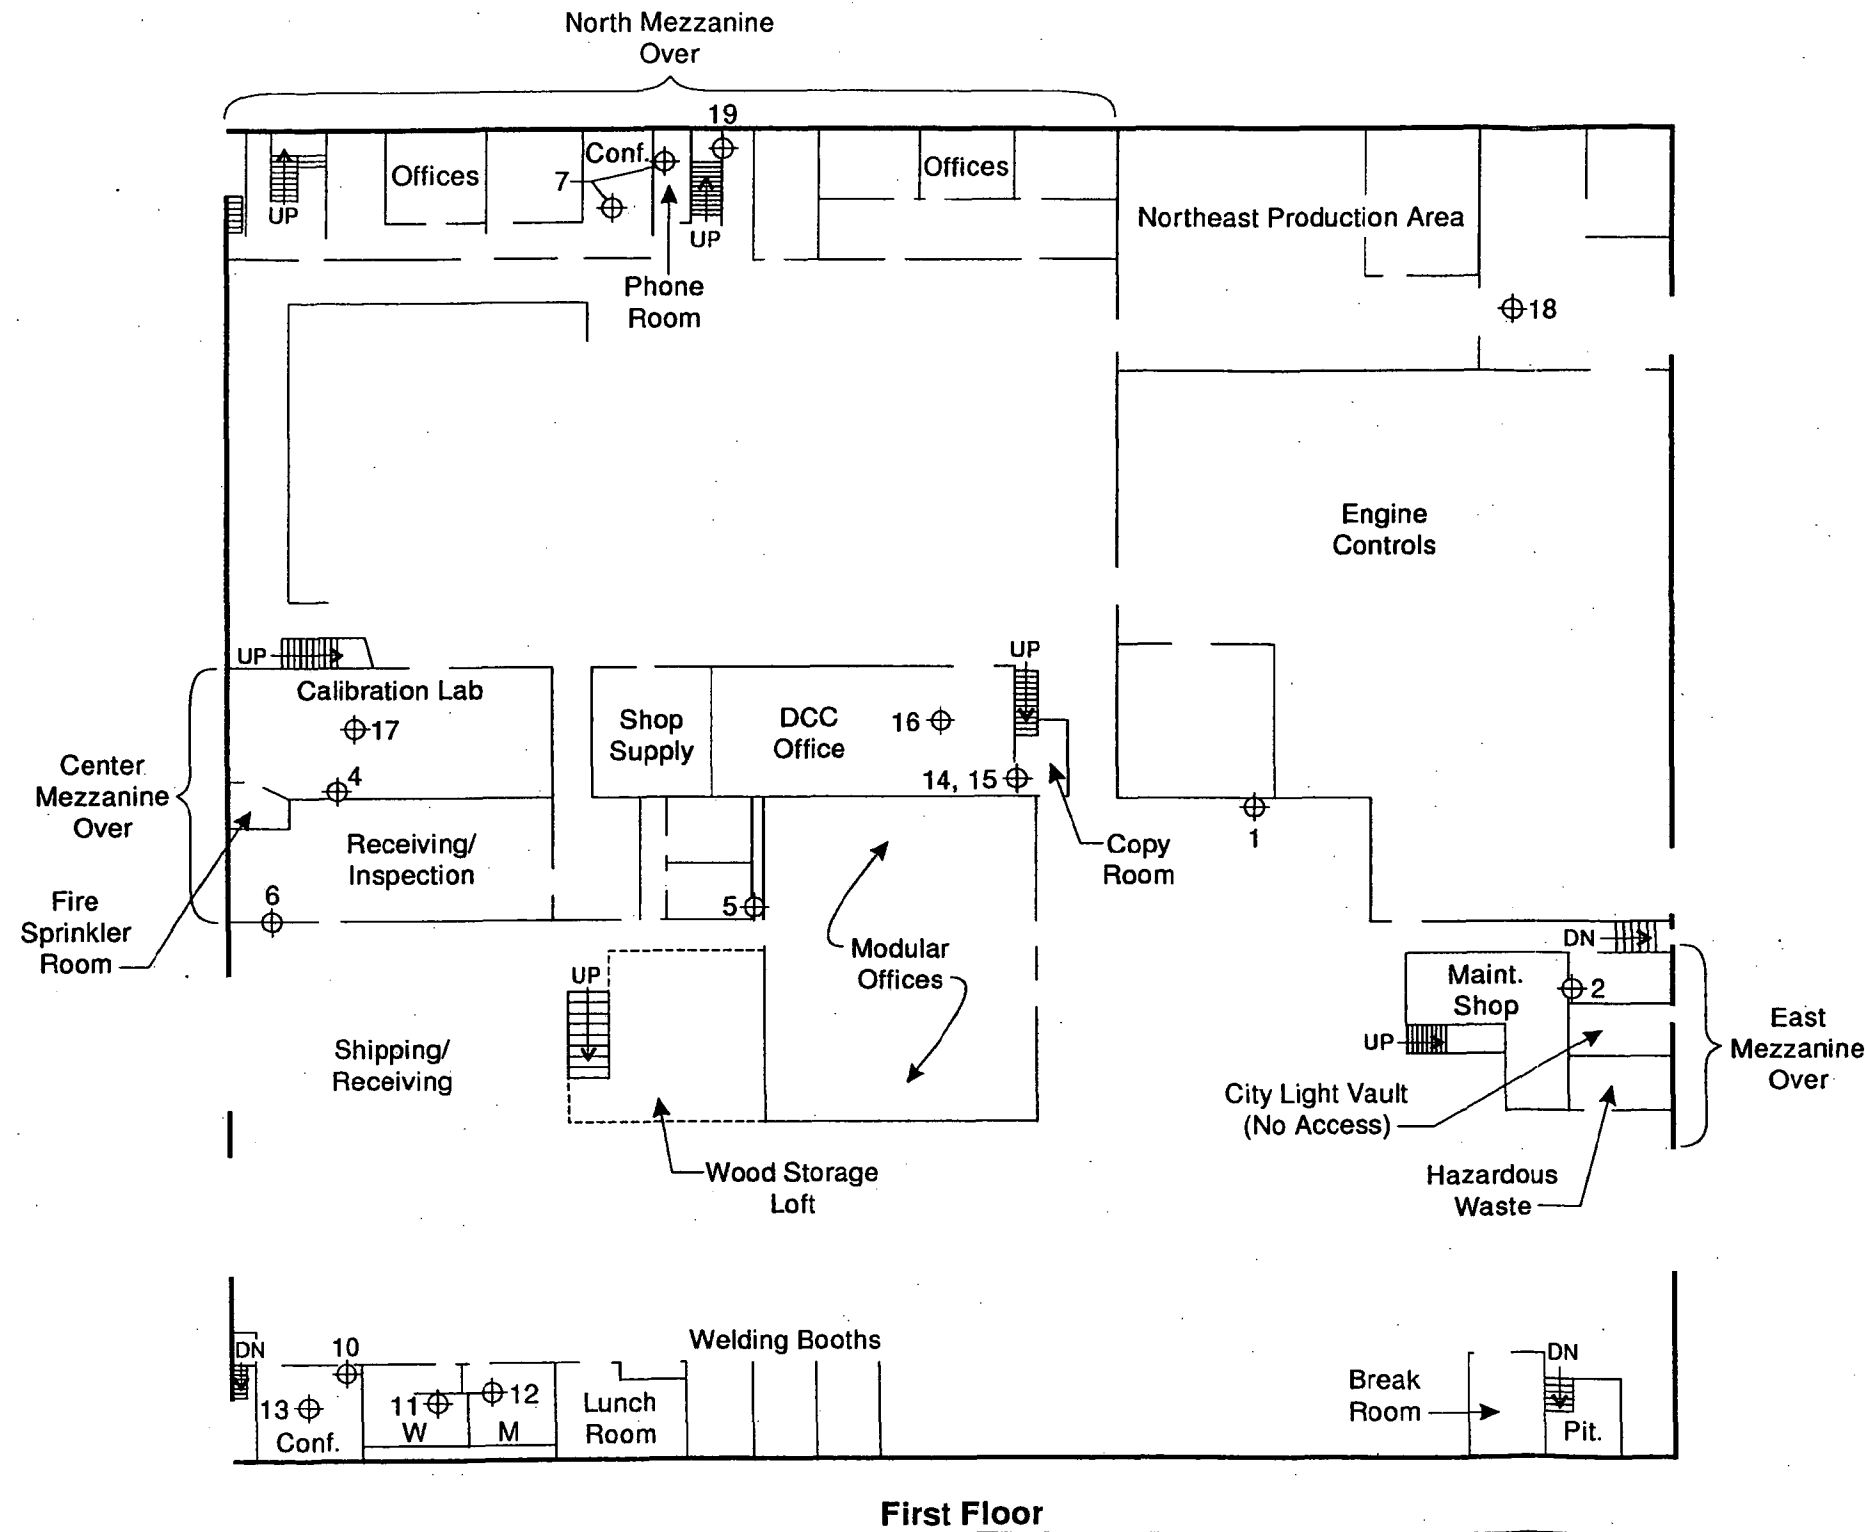 North Mezzanine
Over
19
Conf.
Offices
7
Offices
UP
UP
Northeast Production Area
Phone
Room
18
Engine
Controls
UP
UP
Calibration Lab
17
Shop
Supply
DCC
Office
16
14, 15
4
Center
Mezzanine
Over
1
Copy
Room
Receiving/
Inspection
Fire
Sprinkler
Room
6
5
Modular
Offices
DN
Maint.
Shop
2
UP
UP
East
Mezzanine
Over
Shipping/
Receiving
City Light Vault
(No Access)
Wood Storage
Loft
Hazardous
Waste
Welding Booths
DN
10
DN
Break
Room
13
Conf.
11
W
12
M
Lunch
Room
Pit.
First Floor